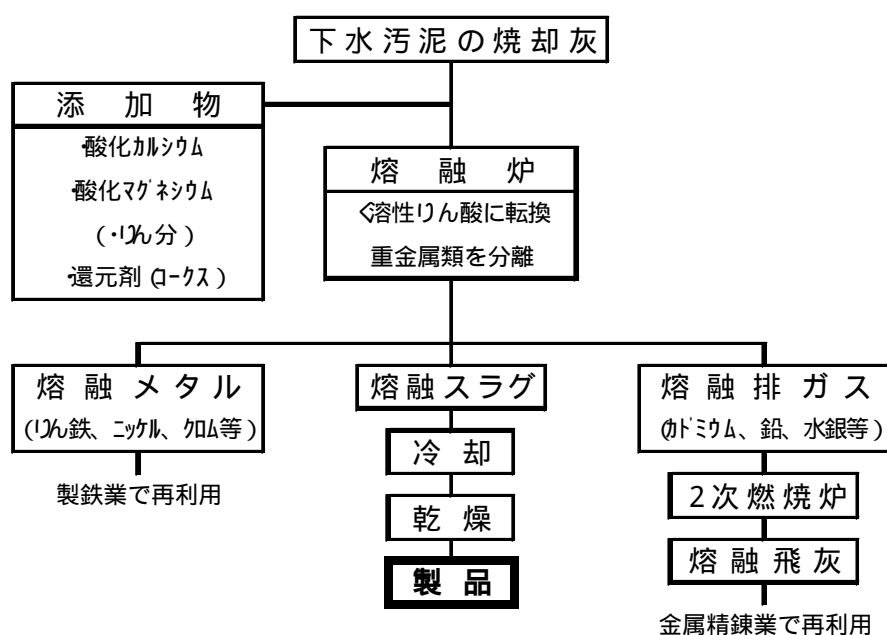 下水汚泥の焼却灰
添加物
・酸化カルシウム
・酸化マグネシウム
(・りん分)
・還元剤(コークス)
熔融炉
く溶性りん酸に転換
重金属類を分離
熔融メタル
(りん鉄、ニッケル、クロム等)
製鉄業で再利用
熔融スラグ
冷却
乾燥
製品
熔融排ガス
(カドミウム、鉛、水銀等)
2次燃焼炉
熔融飛灰
金属精錬業で再利用